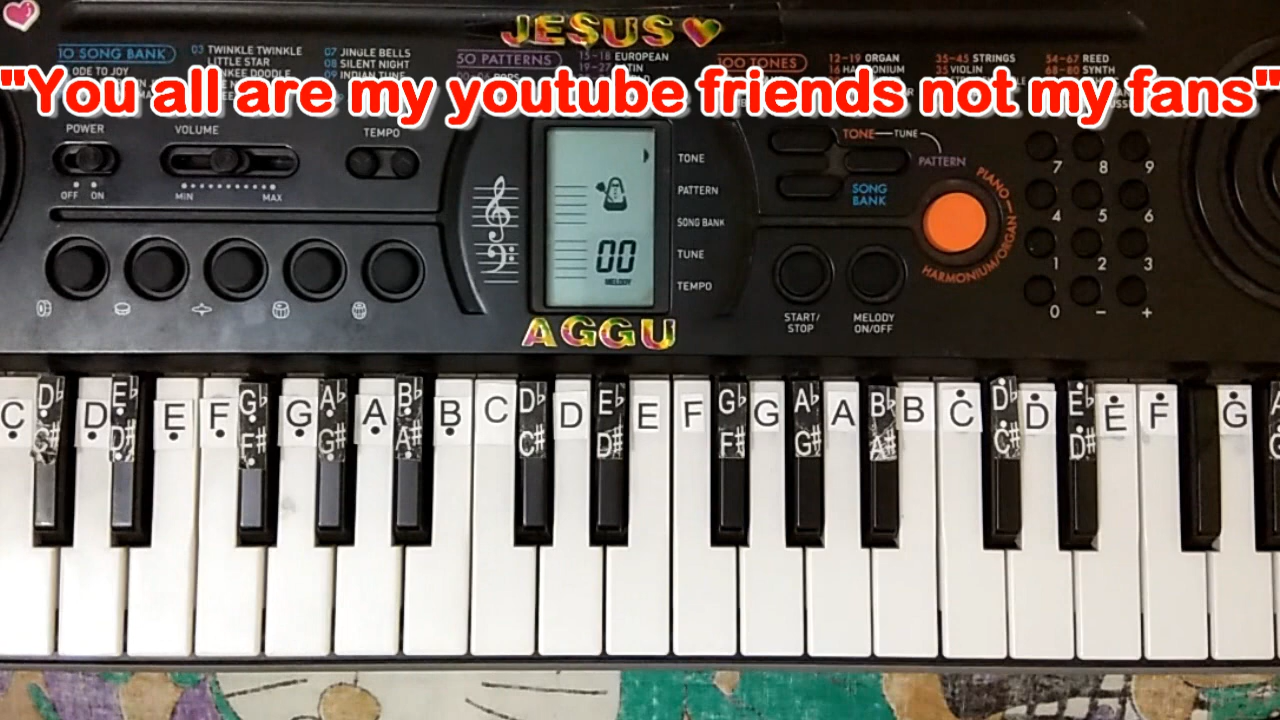 JESUS
10 SONG BANK
03 TWINKLE TWINKLE
LITTLE STAR
07 JINGLE BELLS
08 SILENT NIGHT
09 INDIAN TUNE
50 PATTERNS
15-18 EUROPEAN
100 TONES
12-19 ORGAN
35-45 STRINGS
35 VIOLIN
54-67 REED
68-80 SYNTH
ODE TO JOY
"You all are my youtube friends not my fans"
POWER
OFF ON
VOLUME
MIN MAX
TEMPO
TONE
PATTERN
SONG BANK
TUNE
TEMPO
00
MELODY
TONE TUNE
PATTERN
SONG
BANK
PIANO
HARMONIUM/ORGAN
START/
STOP
MELODY
ON/OFF
7 8 9
4 5 6
1 2 3
0 - +
AGGU
D♭ E♭ G♭ A♭ B♭ D♭ E♭ G♭ A♭ B♭ D♭ E♭
C D E F G A B C D E F G A B C D E F G
D# F# G# A# C# D# F# G# A# C# D#